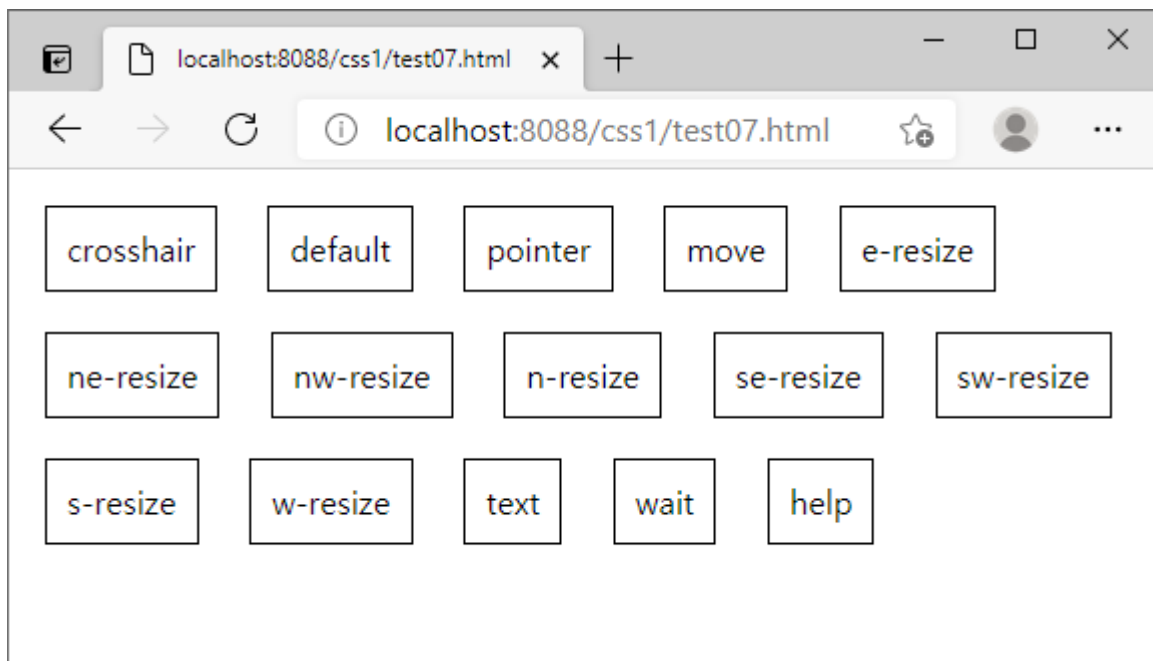 localhost:8088/css1/test07.html
localhost:8088/css1/test07.html
crosshair default pointer move e-resize
ne-resize nw-resize n-resize se-resize sw-resize
s-resize w-resize text wait help